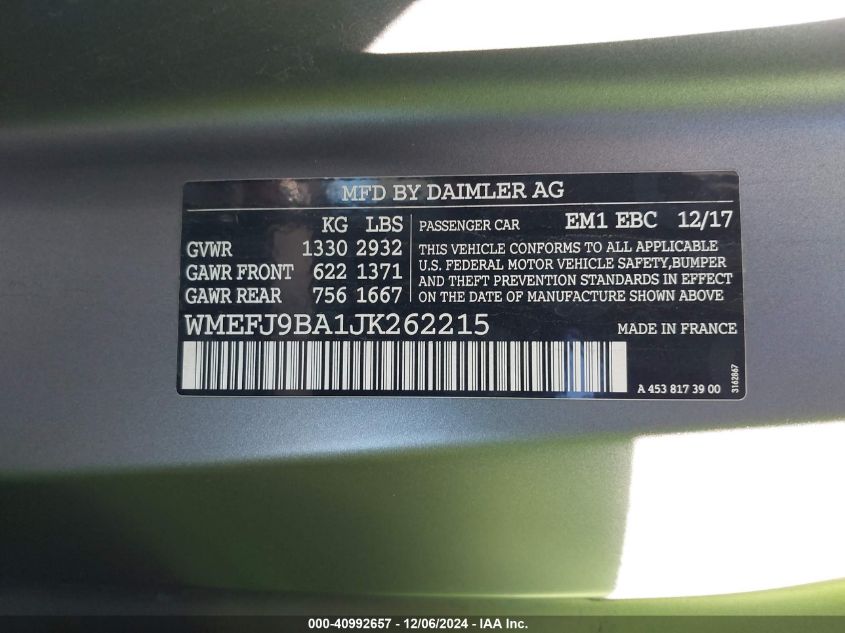 MFD BY DAIMLER AG
KG LBS
GVWR 1330 2932
GAWR FRONT 622 1371
GAWR REAR 756 1667
PASSENGER CAR EM1 EBC 12/17
THIS VEHICLE CONFORMS TO ALL APPLICABLE
U.S. FEDERAL MOTOR VEHICLE SAFETY,BUMPER
AND THEFT PREVENTION STANDARDS IN EFFECT
ON THE DATE OF MANUFACTURE SHOWN ABOVE
WMEFJ9BA1JK262215 MADE IN FRANCE
A 453 817 39 00
3162867
000-40992657 - 12/06/2024 - IAA Inc.